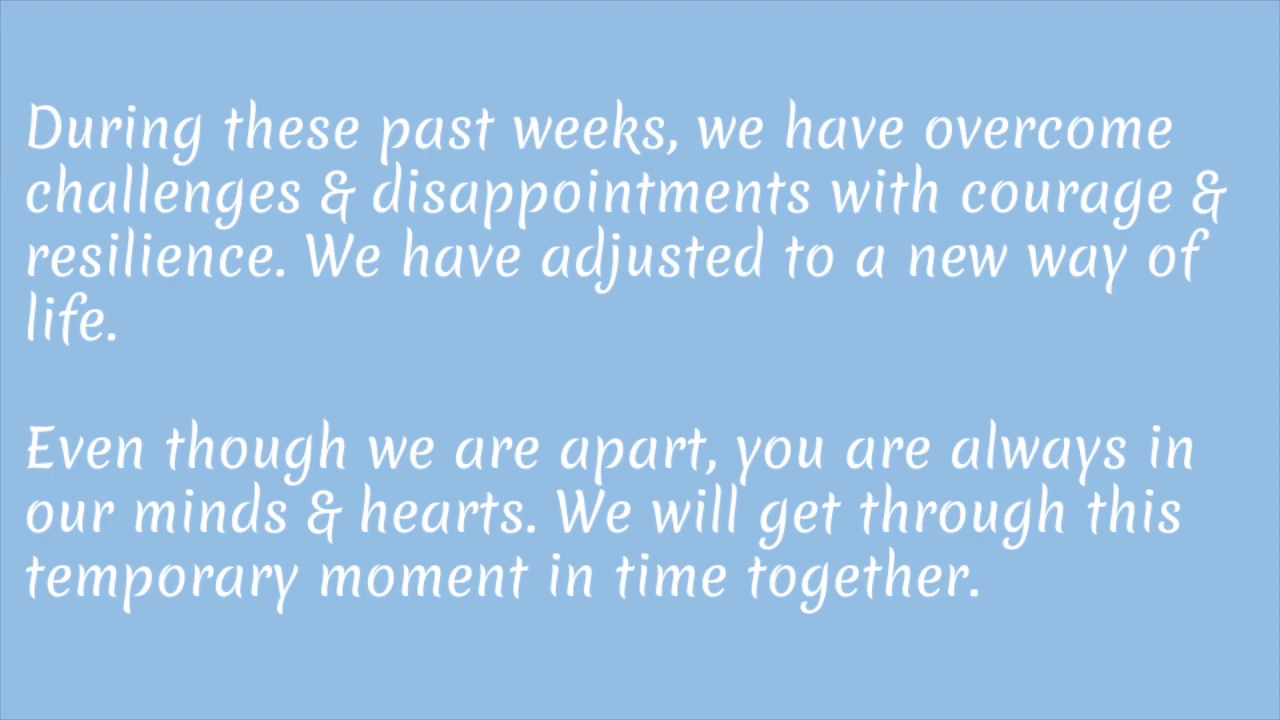 During these past weeks, we have overcome
challenges & disappointments with courage &
resilience. We have adjusted to a new way of
life.
Even though we are apart, you are always in
our minds & hearts. We will get through this
temporary moment in time together.